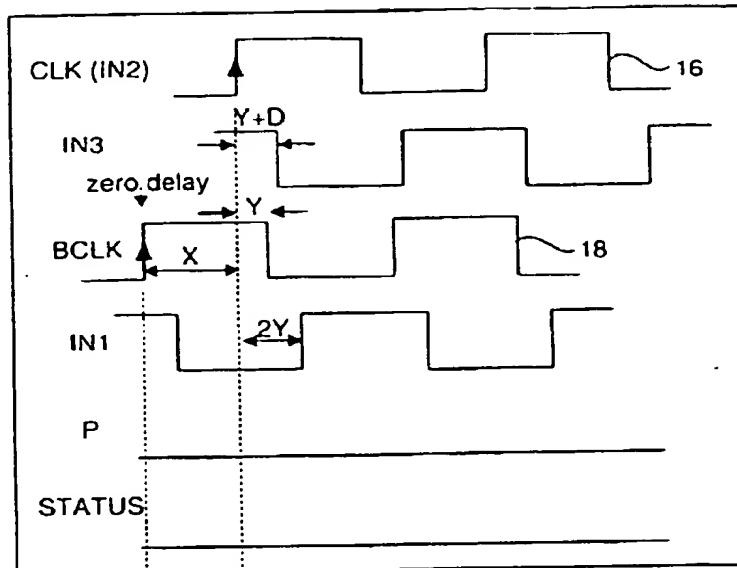 CLK (IN2)
16
Y+D
IN3
zero delay
Y
BCLK
18
X
IN1
2Y
P
STATUS